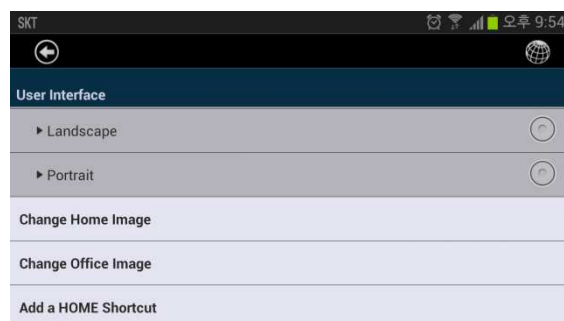 SKT 오후 9:54
User Interface
Landscape
Portrait
Change Home Image
Change Office Image
Add a HOME Shortcut